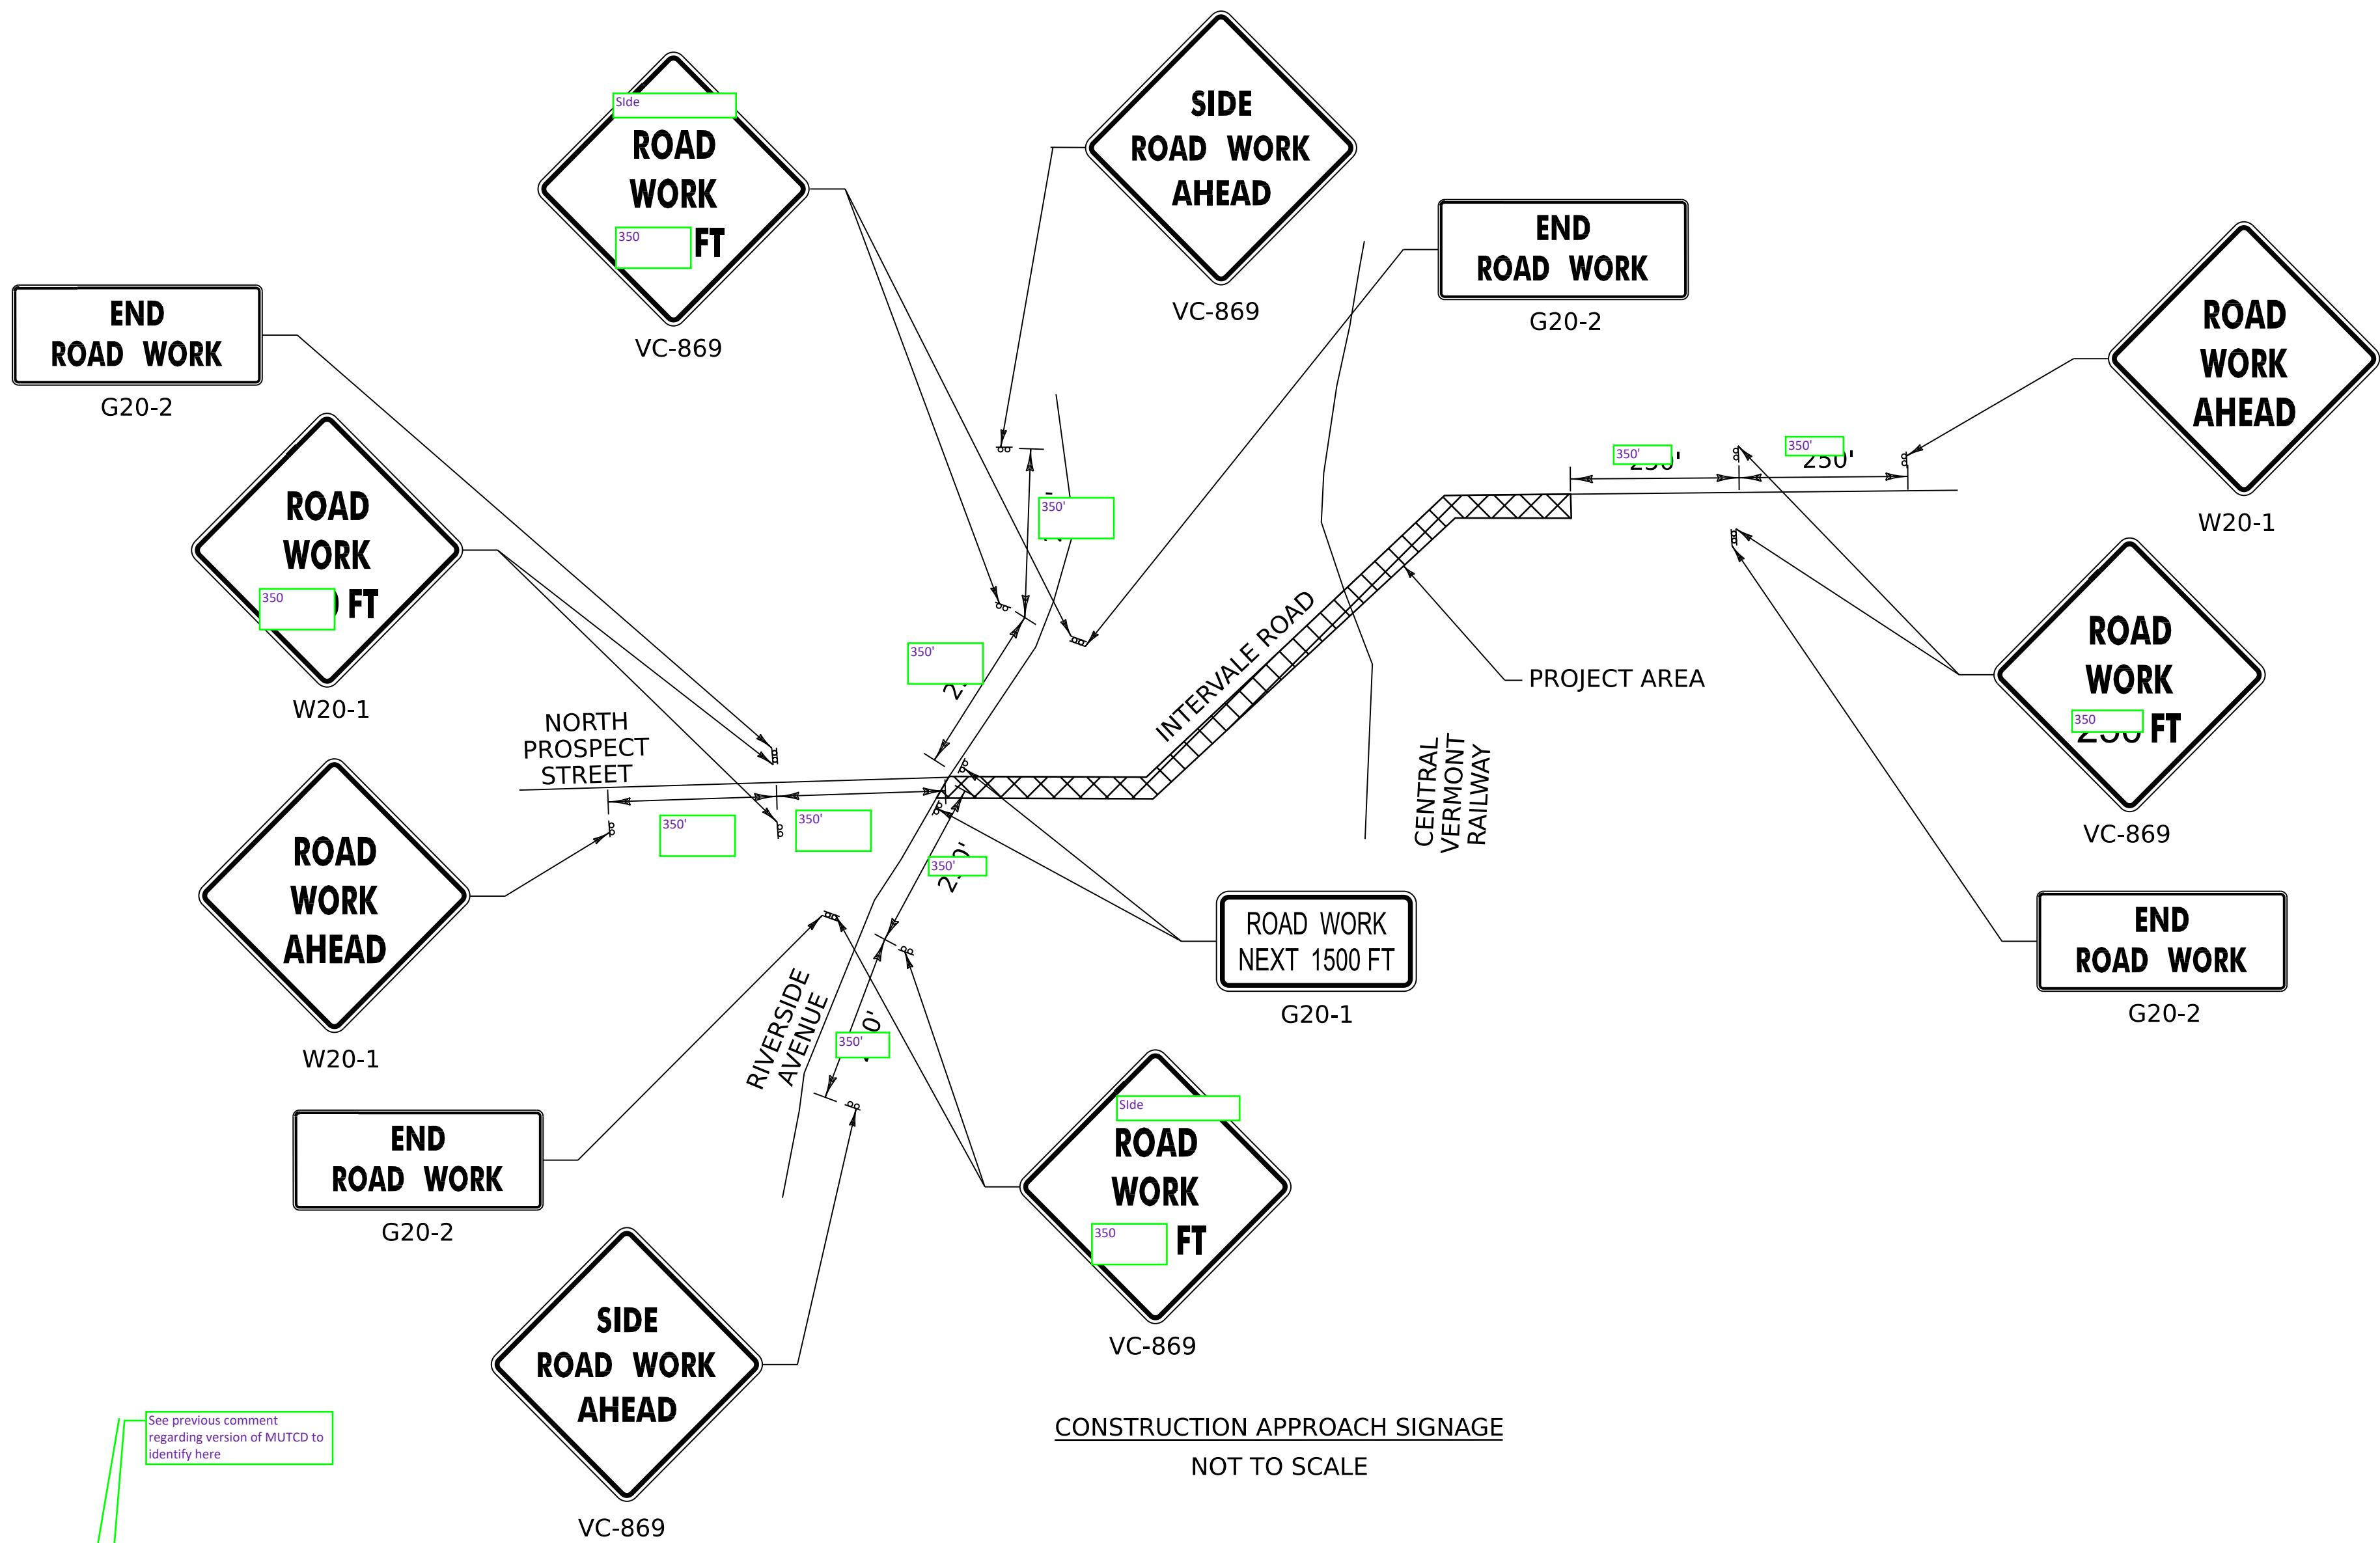 SIde
ROAD
WORK
350 FT
VC-869
SIDE
ROAD WORK
AHEAD
VC-869
END
ROAD WORK
G20-2
ROAD
WORK
AHEAD
W20-1
END
ROAD WORK
G20-2
ROAD
WORK
350 FT
W20-1
350'
350'
250'
350'
350'
INTERVALE ROAD
PROJECT AREA
ROAD
WORK
350
FT
VC-869
NORTH
PROSPECT
STREET
350'
350'
350'
CENTRAL
VERMONT
RAILWAY
ROAD
WORK
AHEAD
W20-1
ROAD WORK
NEXT 1500 FT
G20-1
END
ROAD WORK
G20-2
RIVERSIDE
AVENUE
350'
END
ROAD WORK
G20-2
SIde
ROAD
WORK
350 FT
VC-869
SIDE
ROAD WORK
AHEAD
VC-869
See previous comment
regarding version of MUTCD to
identify here
CONSTRUCTION APPROACH SIGNAGE
NOT TO SCALE